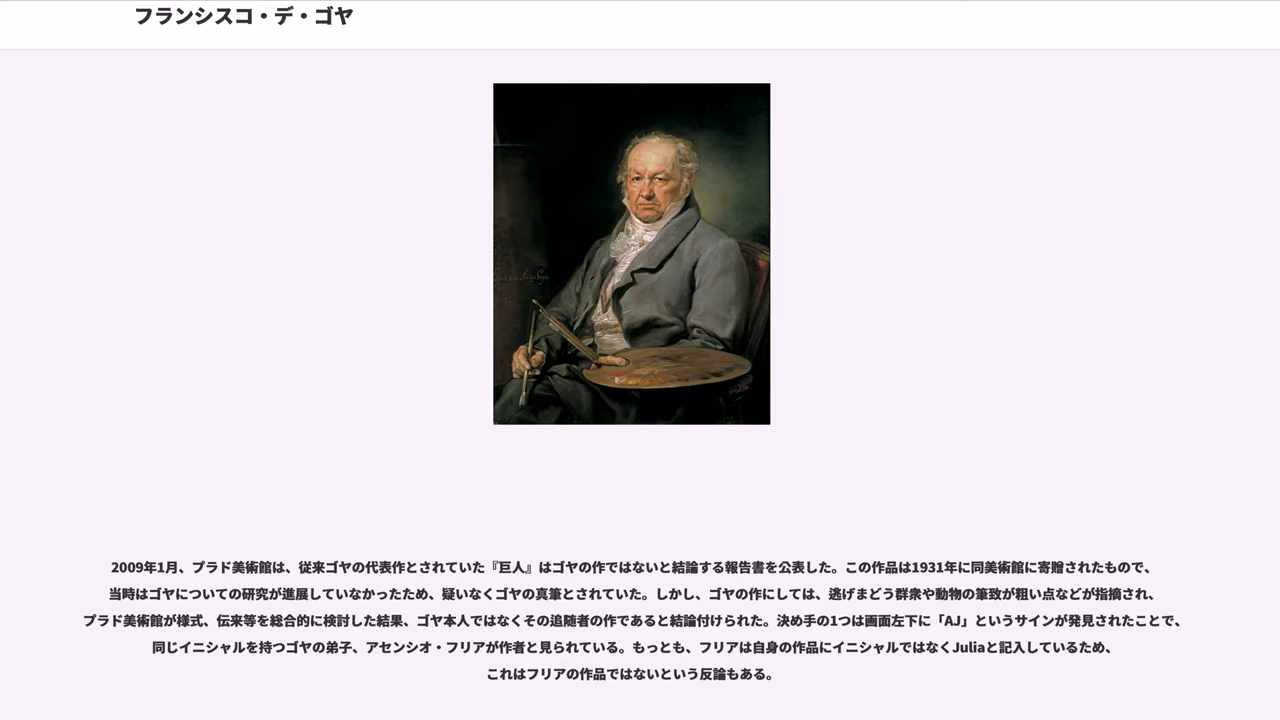 フランシスコ・デ・ゴヤ
2009年1月、プラド美術館は、従来ゴヤの代表作とされていた『巨人』はゴヤの作ではないと結論する報告書を公表した。この作品は1931年に同美術館に寄贈されたもので、
当時はゴヤについての研究が進展していなかったため、疑いなくゴヤの真筆とされていた。しかし、ゴヤの作にしては、逃げまどう群衆や動物の筆致が粗い点などが指摘され、
プラド美術館が様式、伝来等を総合的に検討した結果、ゴヤ本人ではなくその追随者の作であると結論付けられた。決め手の1つは画面左下に「AJ」というサインが発見されたことで、
同じイニシャルを持つゴヤの弟子、アセンシオ・フリアが作者と見られている。もっとも、フリアは自身の作品にイニシャルではなくJuliaと記入しているため、
これはフリアの作品ではないという反論もある。